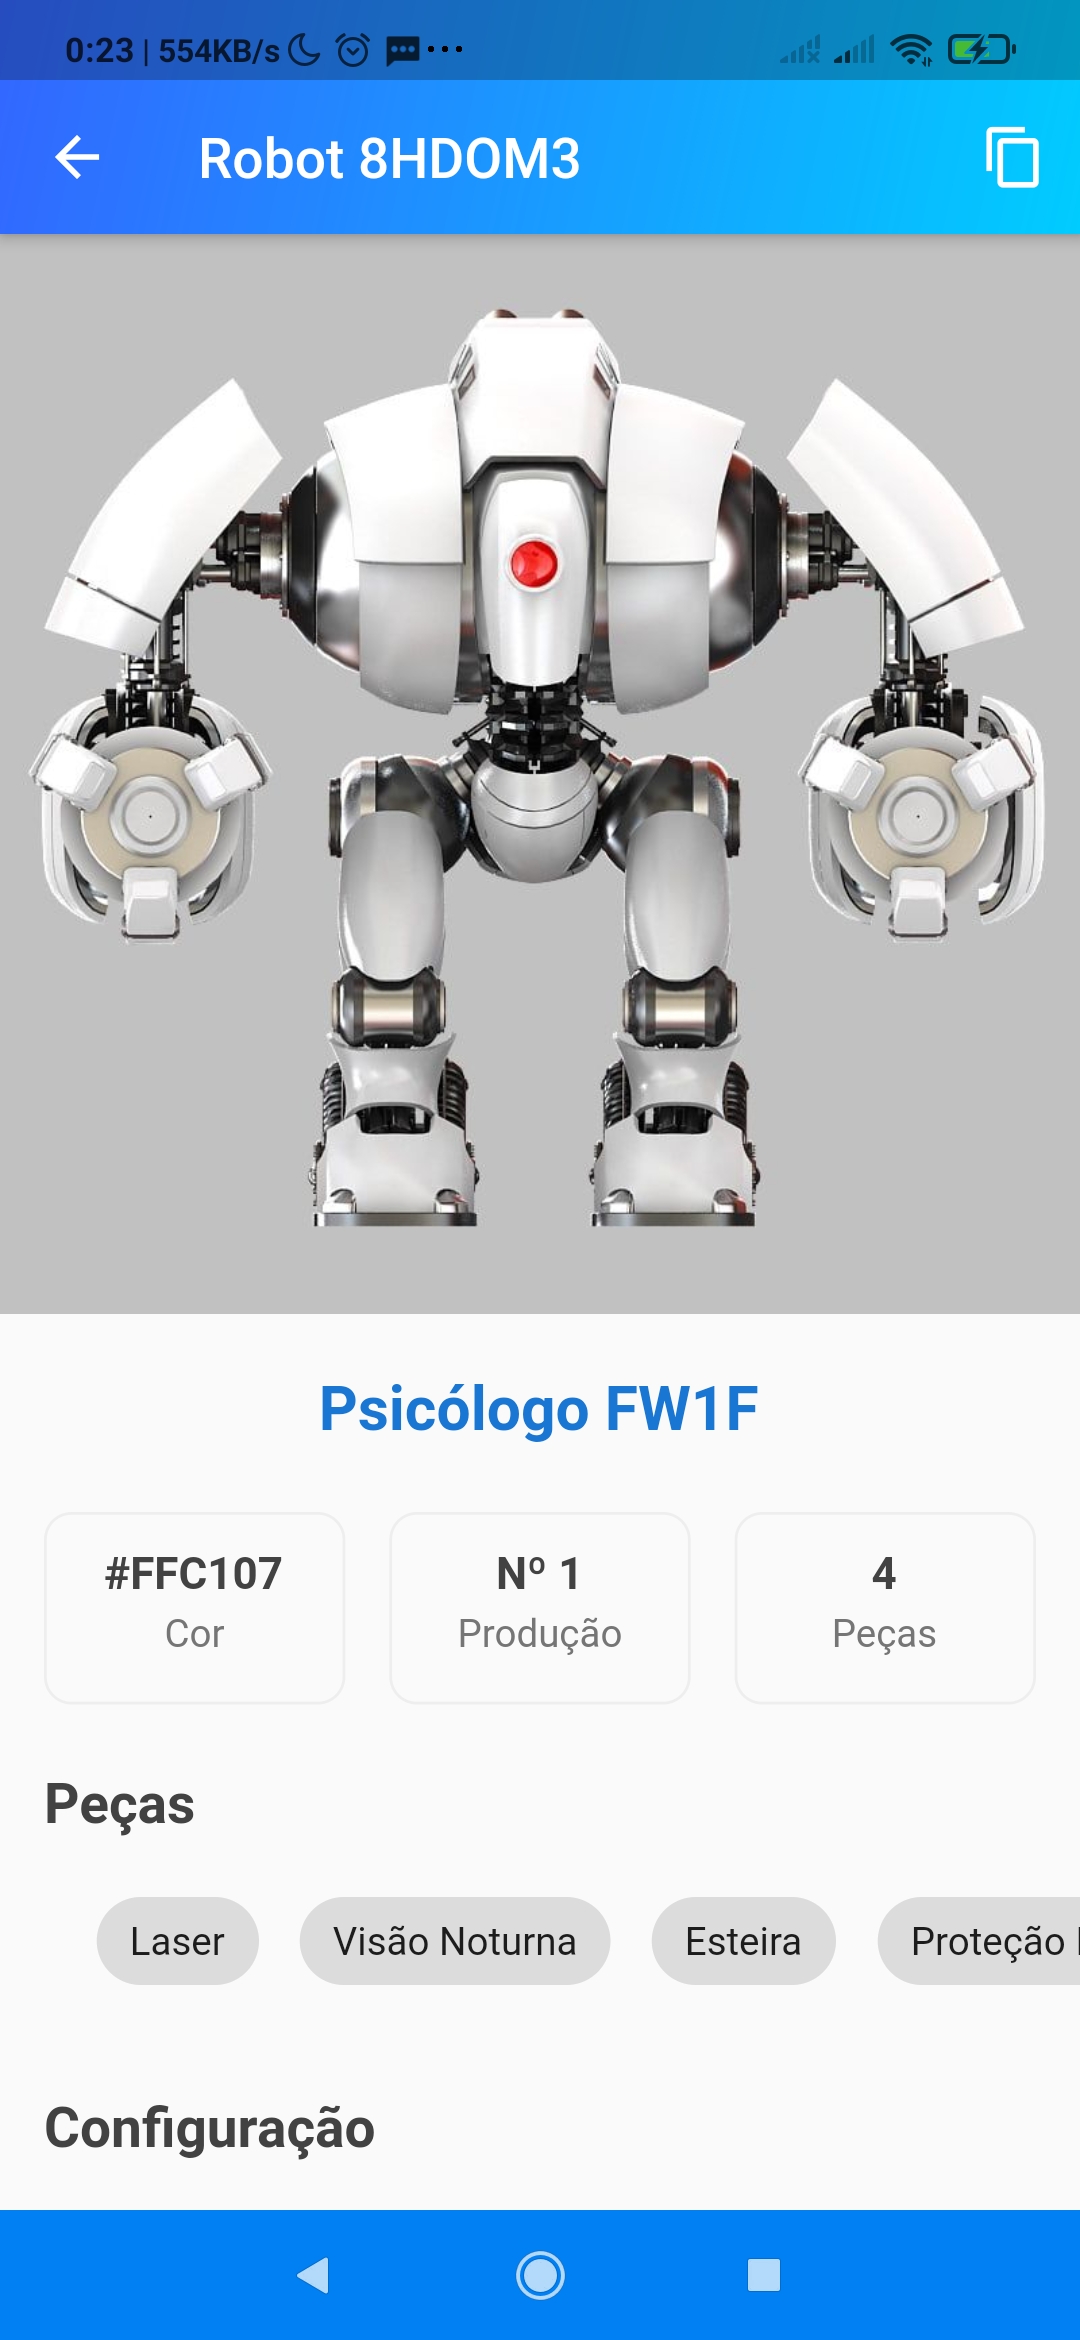 0:23 | 554KB/s
Robot 8HDOM3
Psicólogo FW1F
#FFC107 Nº 1 4
Cor Produção Peças
Peças
Laser Visão Noturna Esteira Proteção
Configuração